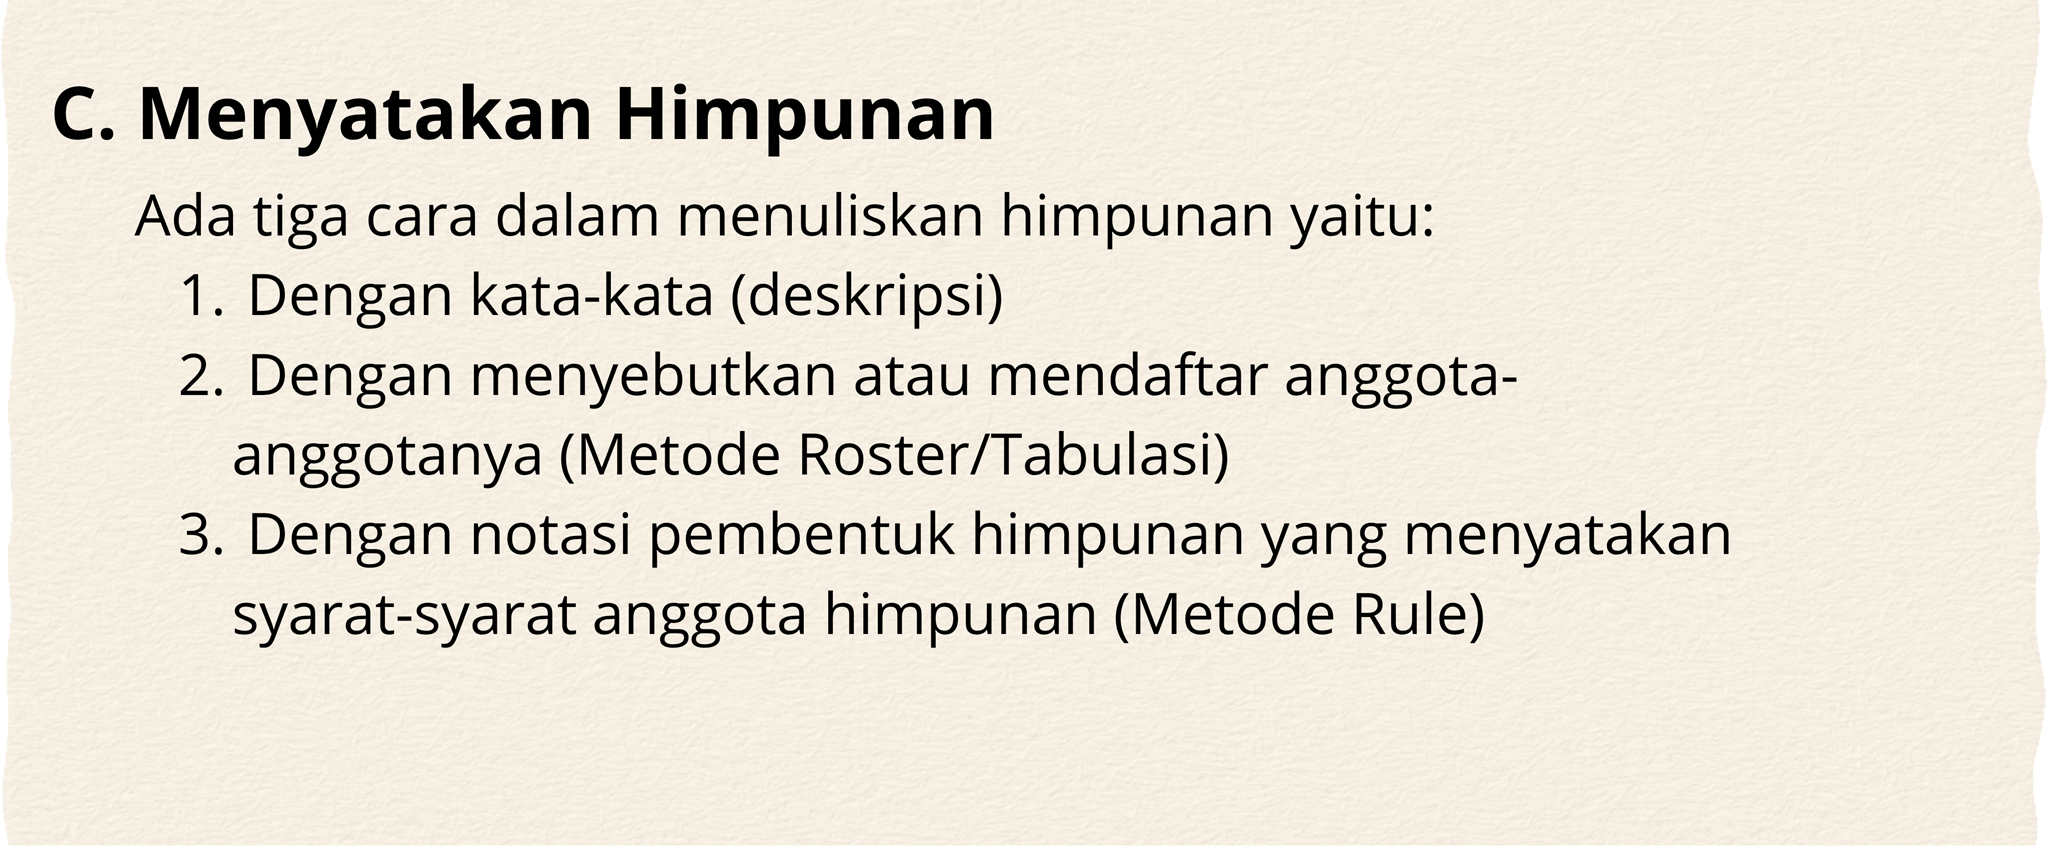 C. Menyatakan Himpunan
Ada tiga cara dalam menuliskan himpunan yaitu:
1. Dengan kata-kata (deskripsi)
2. Dengan menyebutkan atau mendaftar anggota-
anggotanya (Metode Roster/Tabulasi)
3. Dengan notasi pembentuk himpunan yang menyatakan
syarat-syarat anggota himpunan (Metode Rule)